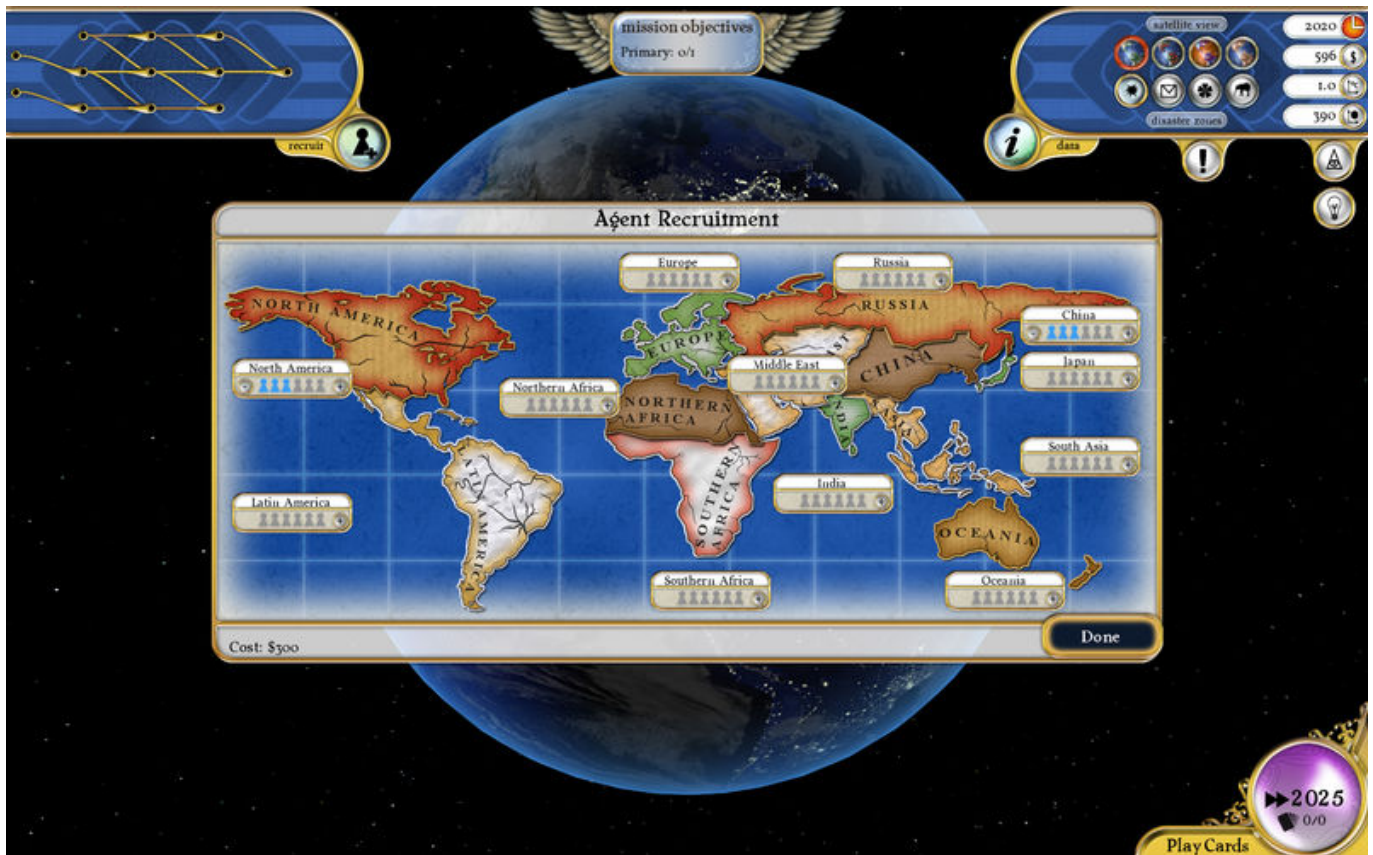 mission objectives
Primary: 0/1
satellite view
2020
596 $
1.0
390
disaster zones
recruit
i
data
!
Agent Recruitment
Europe
Russia
NORTH AMERICA
RUSSIA
China
EUROPE
North America
Middle East
CHINA
Japan
Northern Africa
NORTHERN
AFRICA
INDIA
South Asia
LATIN AMERICA
SOUTHERN
AFRICA
India
Latin America
OCEANIA
Southern Africa
Oceania
Cost: $300
Done
2025
0/0
Play Cards